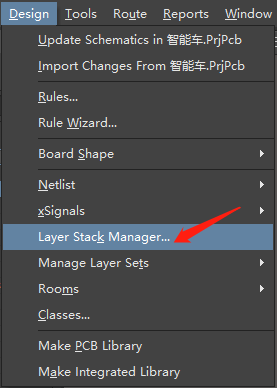 Design Tools Route Reports Window
Update Schematics in 智能车.PrjPcb
Import Changes From 智能车.PrjPcb
Rules...
Rule Wizard...
Board Shape
Netlist
xSignals
Layer Stack Manager...
Manage Layer Sets
Rooms
Classes...
Make PCB Library
Make Integrated Library